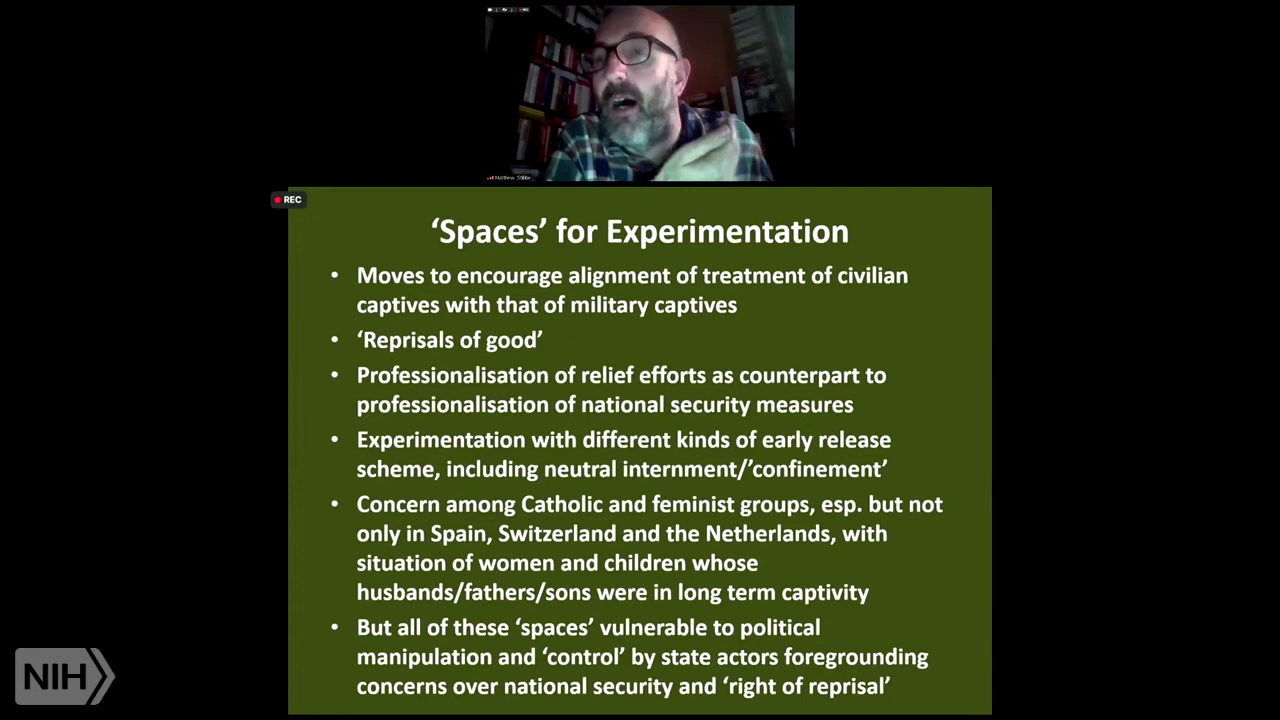 Matthew Stibbe
REC
‘Spaces’ for Experimentation
• Moves to encourage alignment of treatment of civilian
captives with that of military captives
• ‘Reprisals of good’
• Professionalisation of relief efforts as counterpart to
professionalisation of national security measures
• Experimentation with different kinds of early release
scheme, including neutral internment/’confinement’
• Concern among Catholic and feminist groups, esp. but not
only in Spain, Switzerland and the Netherlands, with
situation of women and children whose
husbands/fathers/sons were in long term captivity
• But all of these ‘spaces’ vulnerable to political
manipulation and ‘control’ by state actors foregrounding
concerns over national security and ‘right of reprisal’
NIH